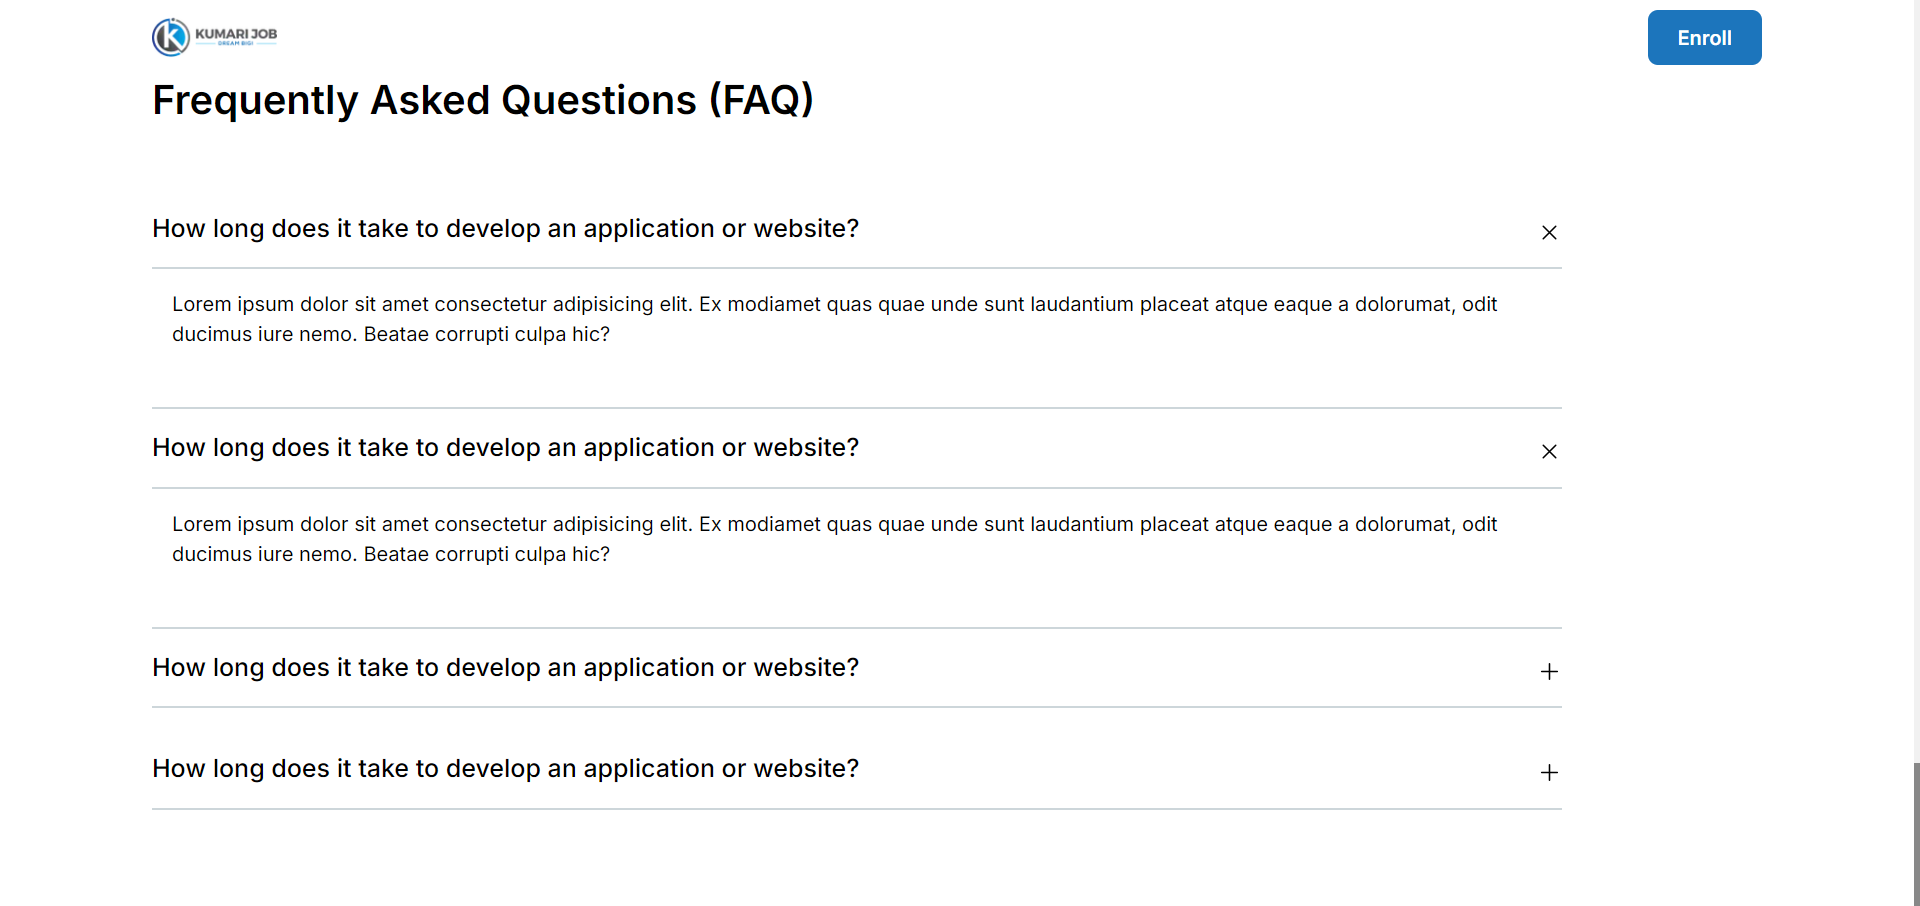 KUMARI JOB
DREAM BIG!
Enroll
Frequently Asked Questions (FAQ)
How long does it take to develop an application or website?
Lorem ipsum dolor sit amet consectetur adipisicing elit. Ex modiamet quas quae unde sunt laudantium placeat atque eaque a dolorumat, odit
ducimus iure nemo. Beatae corrupti culpa hic?
How long does it take to develop an application or website?
Lorem ipsum dolor sit amet consectetur adipisicing elit. Ex modiamet quas quae unde sunt laudantium placeat atque eaque a dolorumat, odit
ducimus iure nemo. Beatae corrupti culpa hic?
How long does it take to develop an application or website?
How long does it take to develop an application or website?